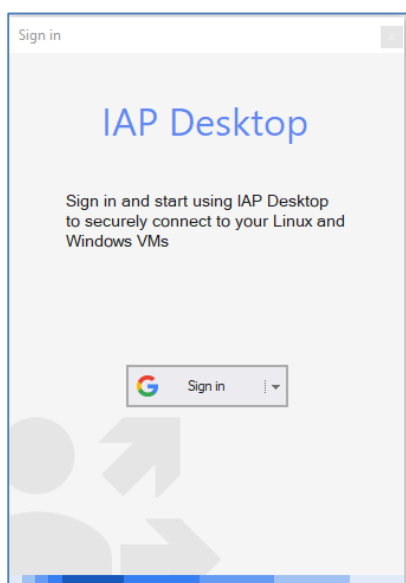 Sign in
IAP Desktop
Sign in and start using IAP Desktop
to securely connect to your Linux and
Windows VMs
Sign in